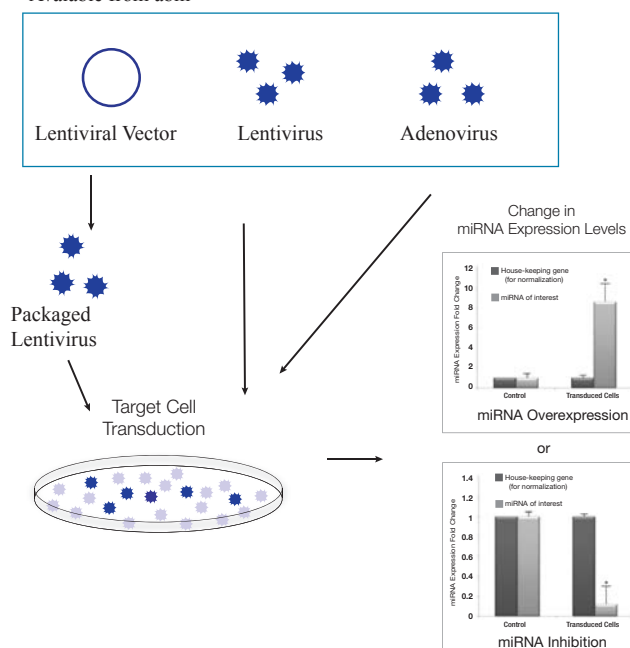 Lentiviral Vector
Lentivirus
Adenovirus
Packaged
Lentivirus
Target Cell
Transduction
Change in
miRNA Expression Levels
miRNA Expression Fold Change
12
10
8
6
4
2
0
House-keeping gene
(for normalization)
miRNA of interest
*
Control
Transduced Cells
miRNA Overexpression
or
miRNA Expression Fold Change
1.4
1.2
1
0.8
0.6
0.4
0.2
0
House-keeping gene
(for normalization)
miRNA of interest
*
Control
Transduced Cells
miRNA Inhibition